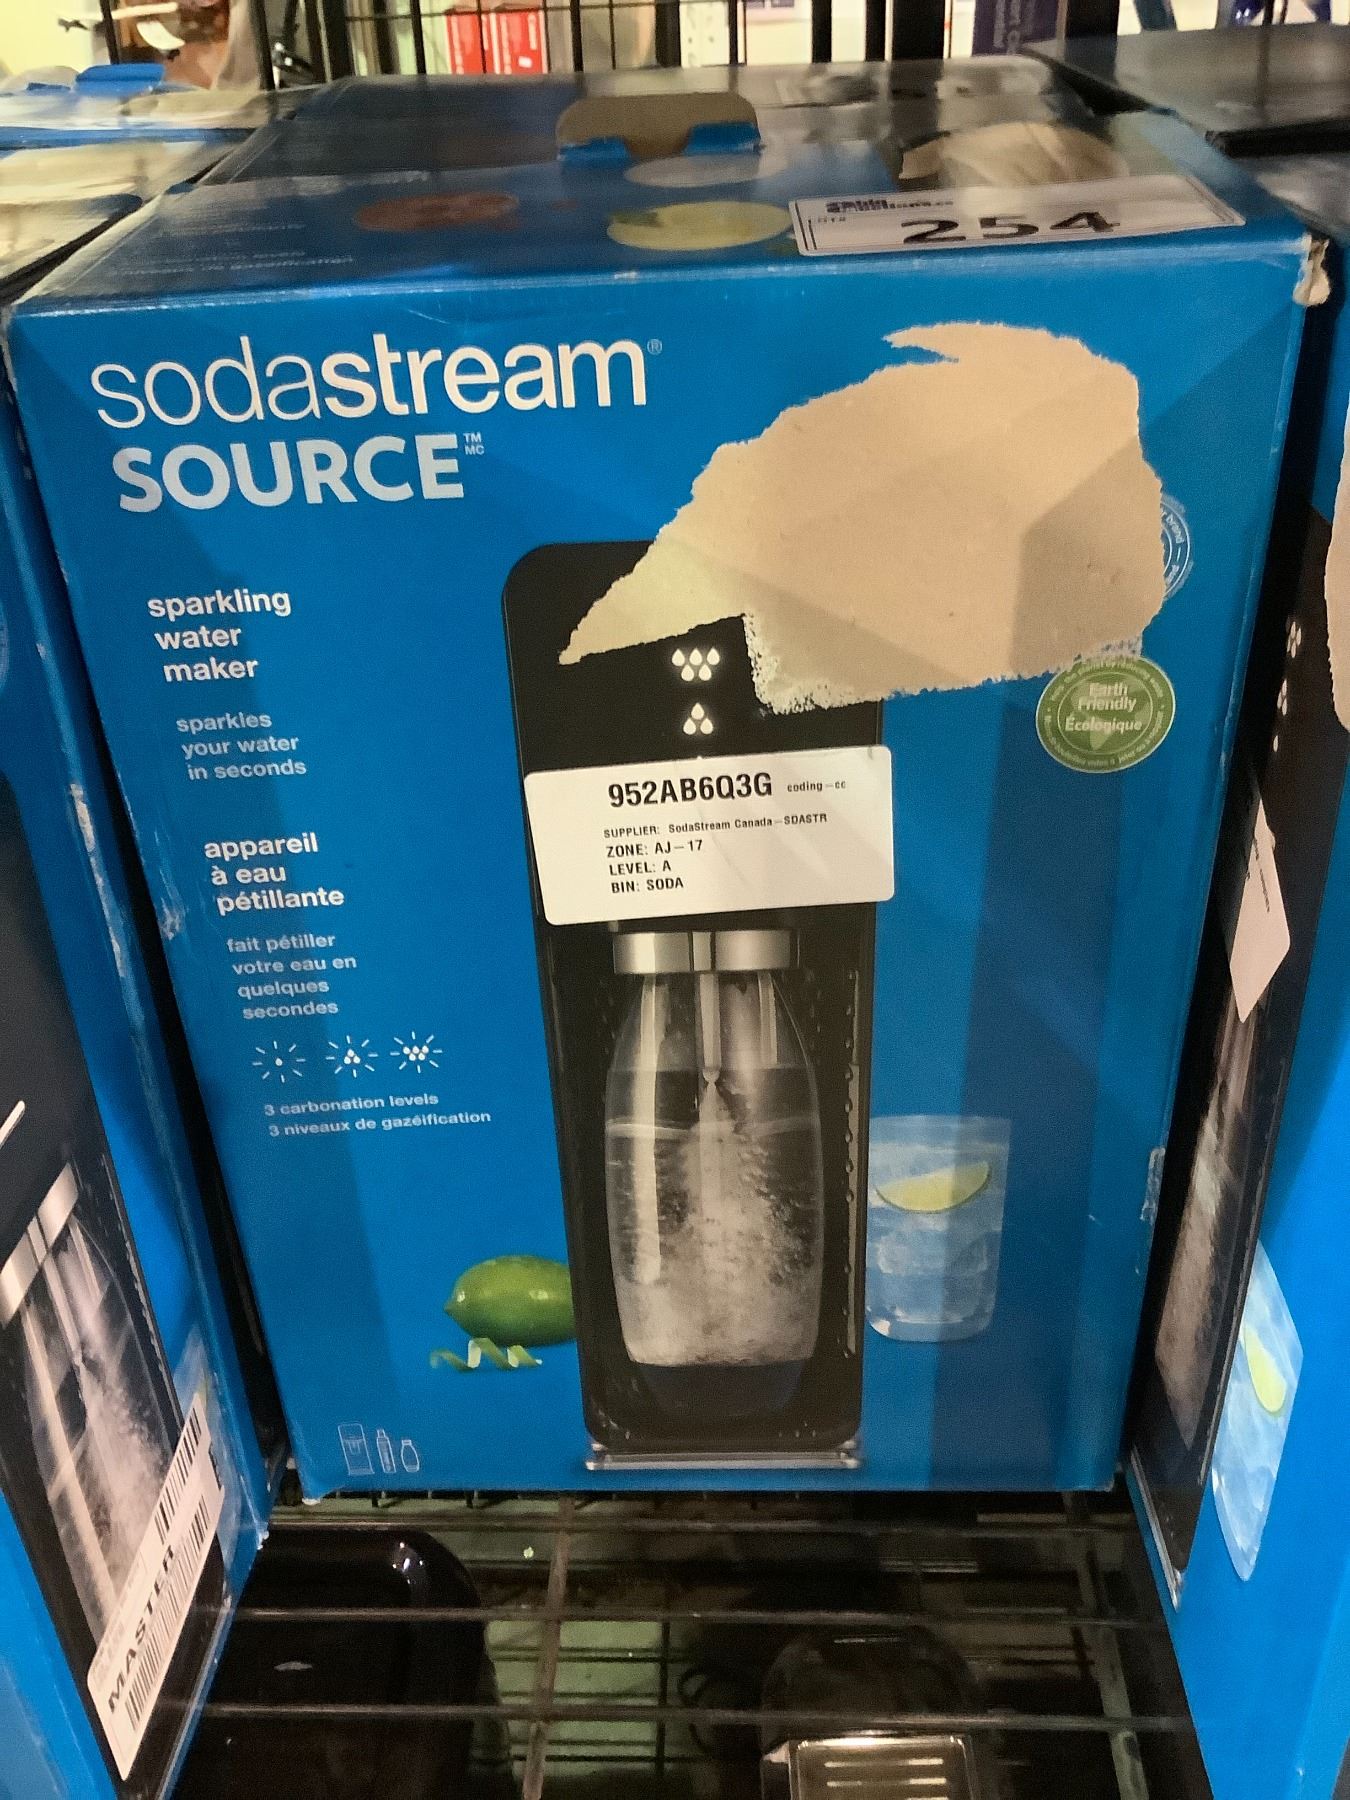 254
sodastream®
SOURCE™ MC
sparkling
water
maker
sparkles
your water
in seconds
appareil
à eau
pétillante
fait pétiller
votre eau en
quelques
secondes
3 carbonation levels
3 niveaux de gazéification
brand
Earth
Friendly
Écologique
952AB6Q3G coding-cc
SUPPLIER: SodaStream Canada-SDASTR
ZONE: AJ-17
LEVEL: A
BIN: SODA
MASTER